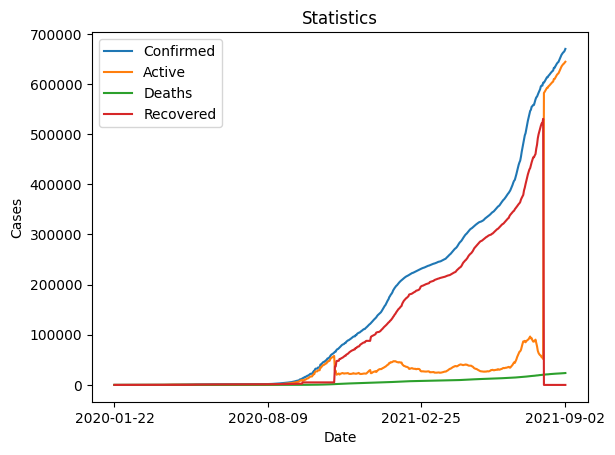 Statistics
700000
600000
500000
400000
300000
200000
100000
0
Cases
Confirmed
Active
Deaths
Recovered
2020-01-22
2020-08-09
2021-02-25
2021-09-02
Date